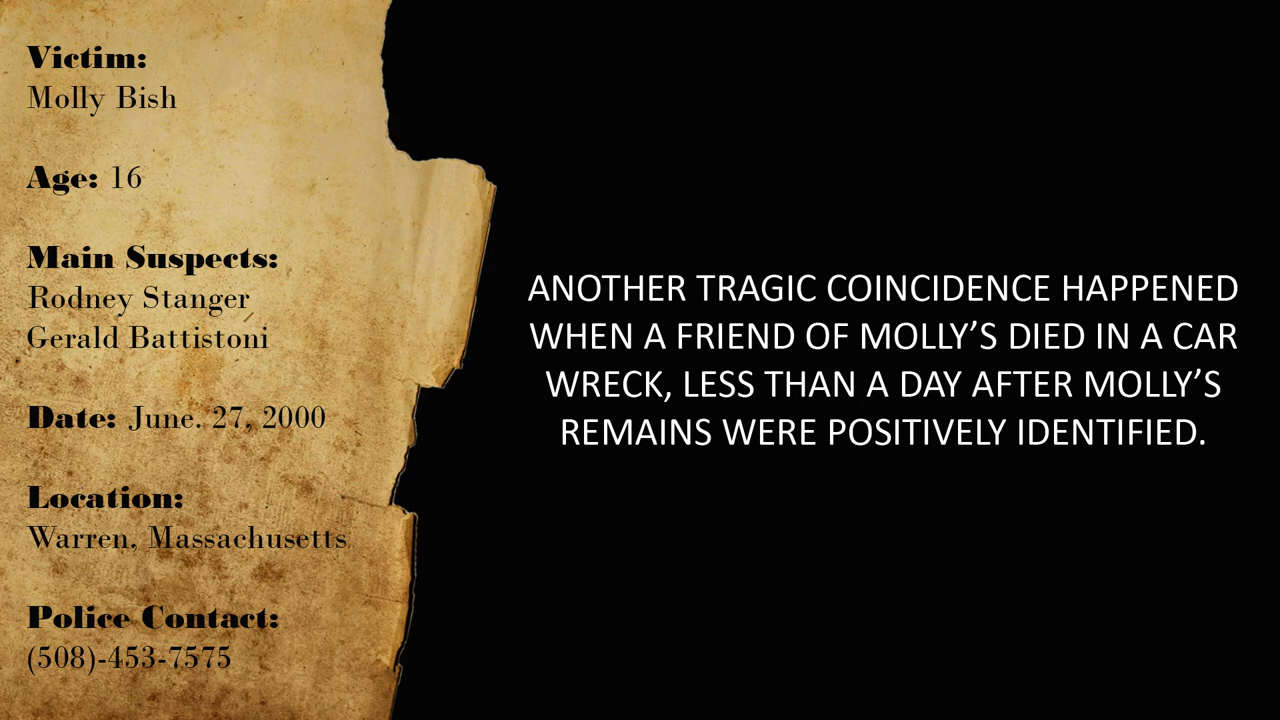 Victim:
Molly Bish
Age: 16
Main Suspects:
Rodney Stanger
Gerald Battistoni
Date: June. 27, 2000
Location:
Warren, Massachusetts
Police Contact:
(508)-453-7575
ANOTHER TRAGIC COINCIDENCE HAPPENED
WHEN A FRIEND OF MOLLY’S DIED IN A CAR
WRECK, LESS THAN A DAY AFTER MOLLY’S
REMAINS WERE POSITIVELY IDENTIFIED.